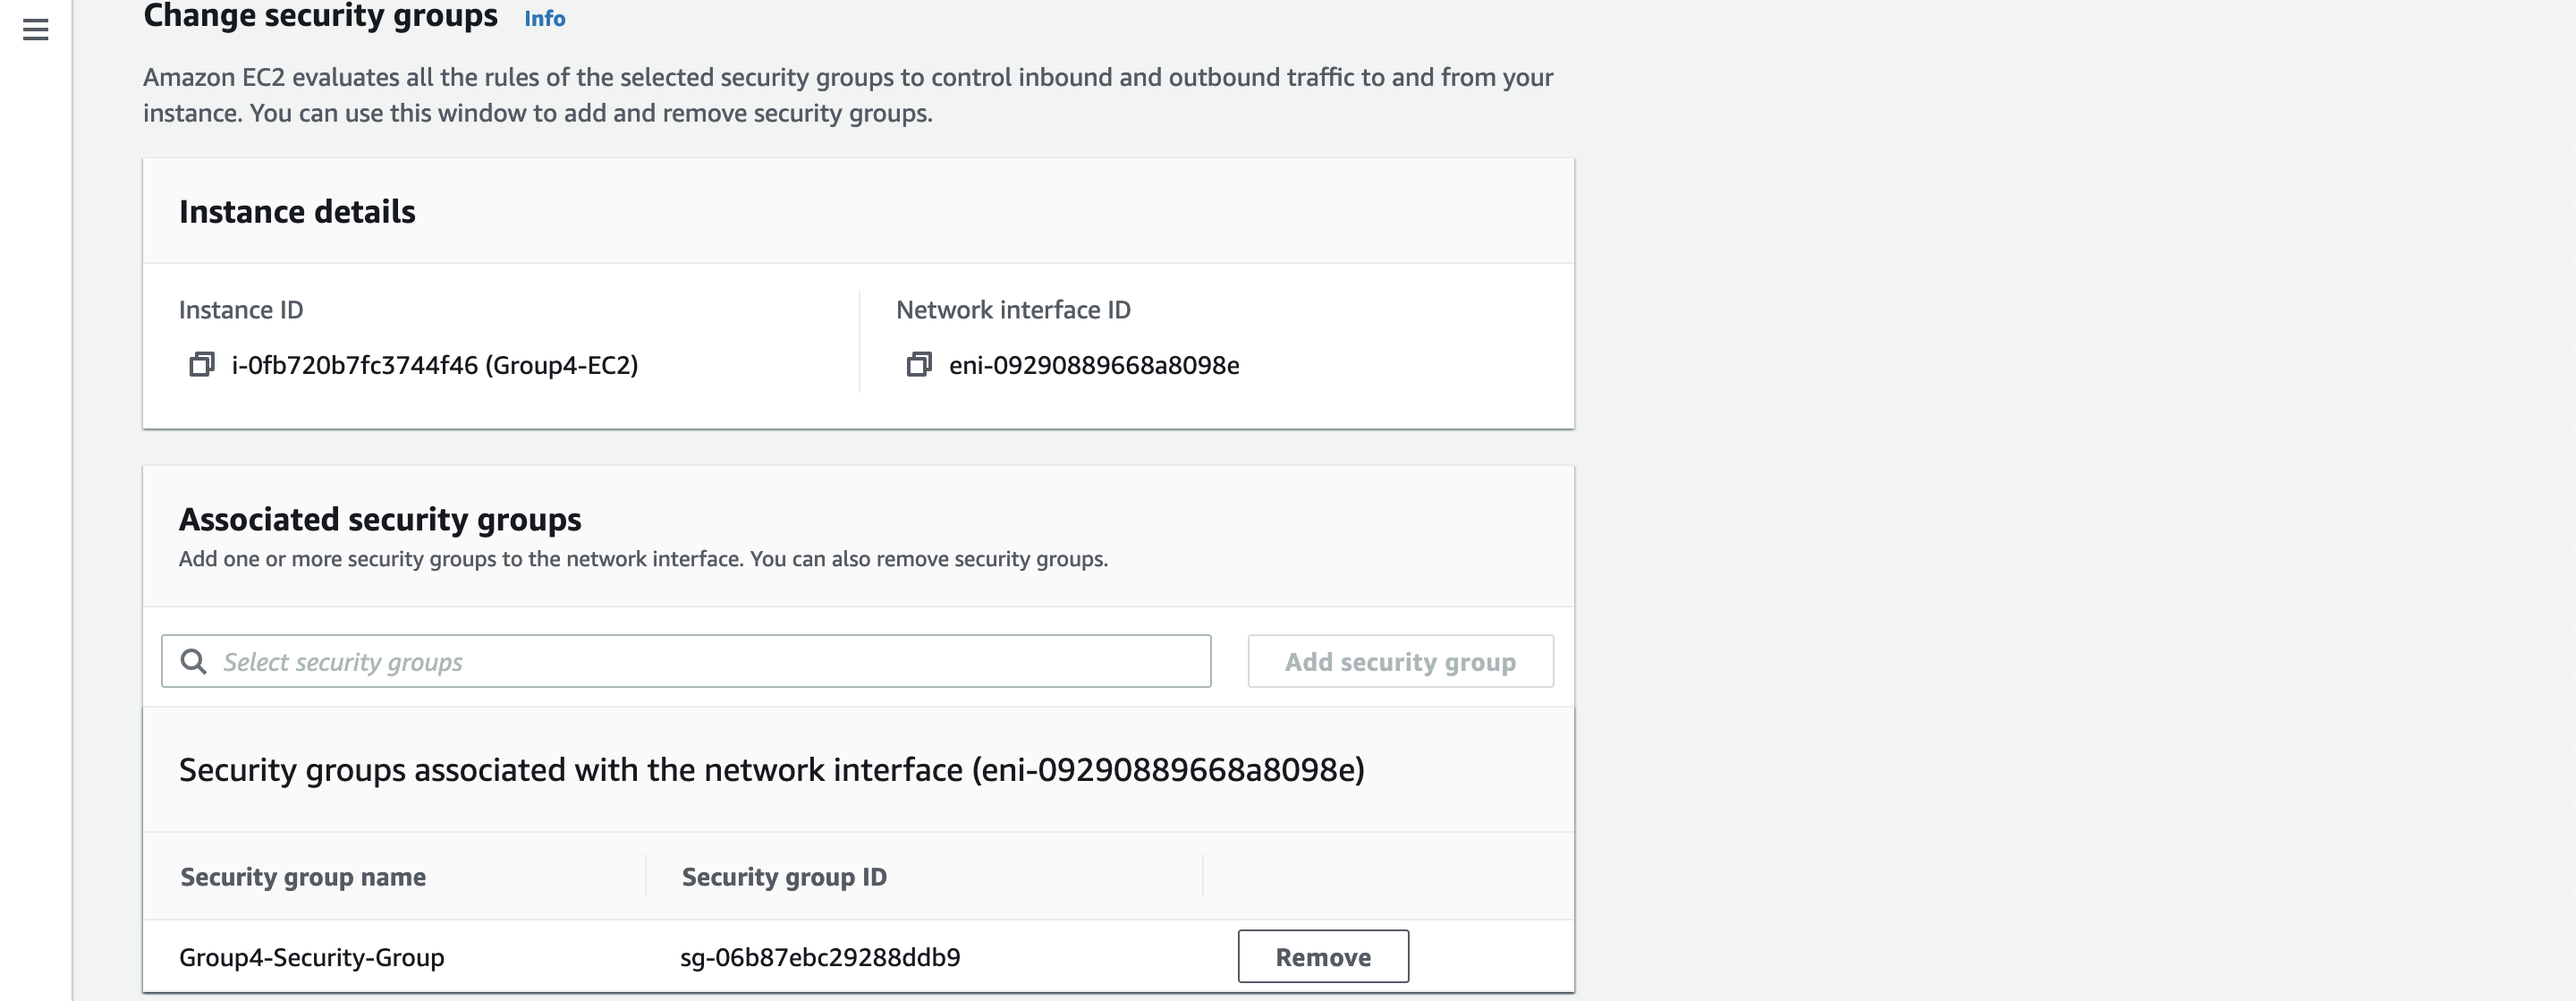 Change security groups Info
Amazon EC2 evaluates all the rules of the selected security groups to control inbound and outbound traffic to and from your
instance. You can use this window to add and remove security groups.
Instance details
Instance ID
i-0fb720b7fc3744f46 (Group4-EC2)
Network interface ID
eni-09290889668a8098e
Associated security groups
Add one or more security groups to the network interface. You can also remove security groups.
Select security groups
Add security group
Security groups associated with the network interface (eni-09290889668a8098e)
Security group name Security group ID
Group4-Security-Group sg-06b87ebc29288ddb9 Remove